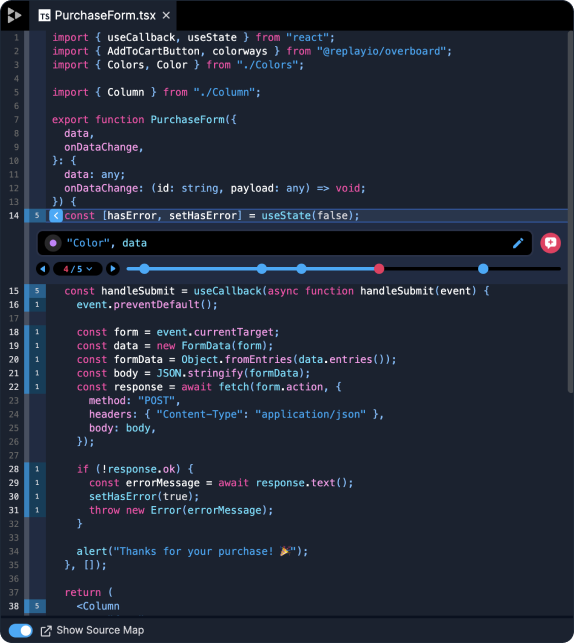 TS PurchaseForm.tsx ×
1 import { useCallback, useState } from "react";
2 import { AddToCartButton, colorways } from "@replayio/overboard";
3 import { Colors, Color } from "./Colors";
4
5 import { Column } from "./Column";
6
7 export function PurchaseForm({
8 data,
9 onDataChange,
10 }: {
11 data: any;
12 onDataChange: (id: string, payload: any) => void;
13 }) {
14 5 const [hasError, setHasError] = useState(false);
"Color", data
4/5
15 5 const handleSubmit = useCallback(async function handleSubmit(event) {
16 1 event.preventDefault();
17
18 1 const form = event.currentTarget;
19 1 const data = new FormData(form);
20 1 const formData = Object.fromEntries(data.entries());
21 1 const body = JSON.stringify(formData);
22 1 const response = await fetch(form.action, {
23 method: "POST",
24 headers: { "Content-Type": "application/json" },
25 body: body,
26 });
27
28 1 if (!response.ok) {
29 1 const errorMessage = await response.text();
30 1 setHasError(true);
31 1 throw new Error(errorMessage);
32 }
33
34 alert("Thanks for your purchase! 🎉");
35 }, []);
36
37 return (
38 5 <Column
Show Source Map